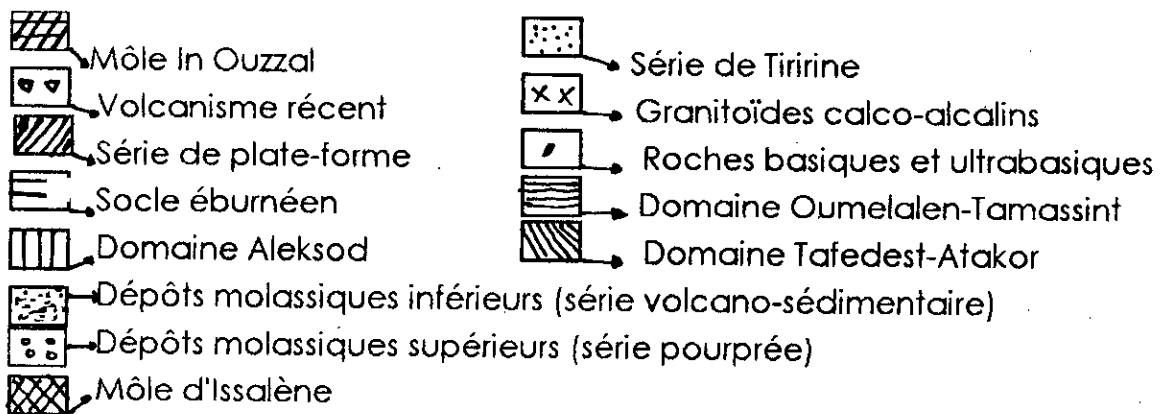 Môle In Ouzzal
Volcanisme récent
Série de plate-forme
Socle éburnéen
Domaine Aleksod
Dépôts molassiques inférieurs (série volcano-sédimentaire)
Dépôts molassiques supérieurs (série pourprée)
Môle d'Issalène
Série de Tiririne
Granitoïdes calco-alcalins
Roches basiques et ultrabasiques
Domaine Oumelalen-Tamassint
Domaine Tafedest-Atakor